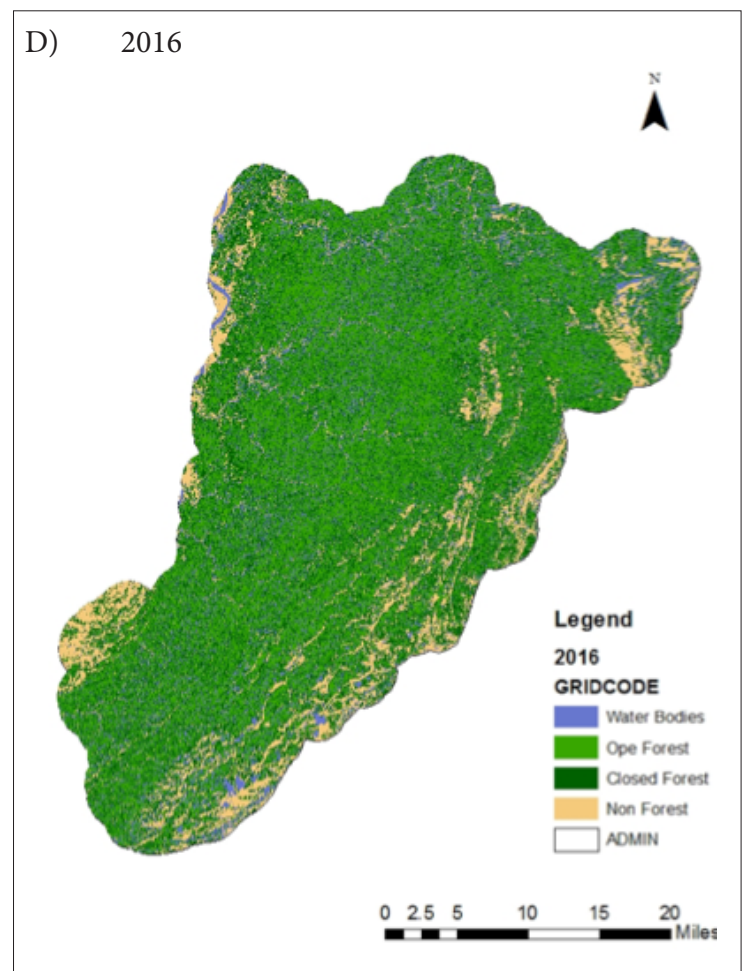 D) 2016
N
Legend
2016
GRIDCODE
Water Bodies
Ope Forest
Closed Forest
Non Forest
ADMIN
0 2.5 5 10 15 20
Miles